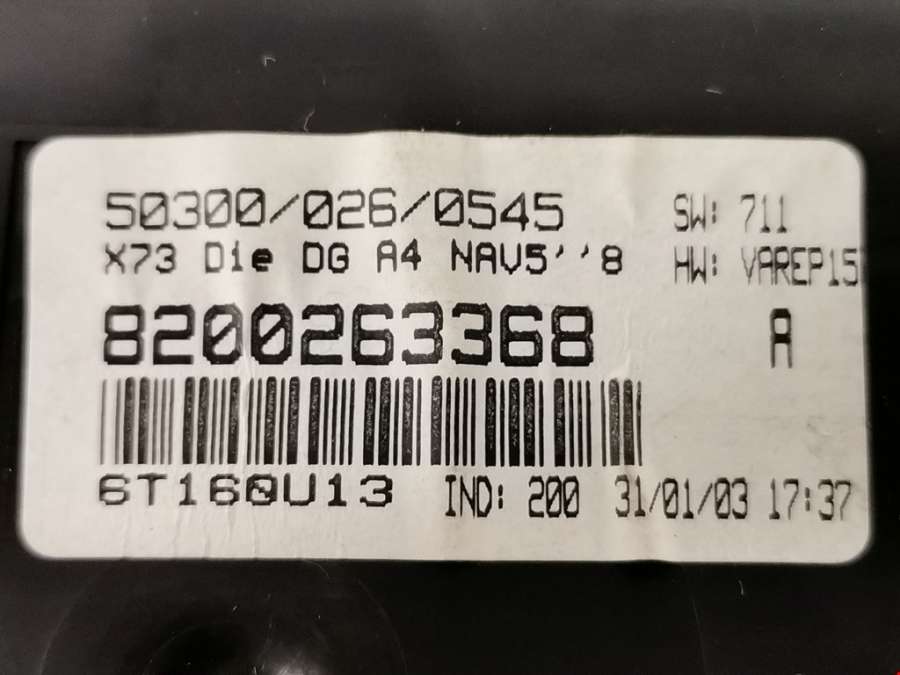 50300/026/0545 SW: 711
X73 Die DG A4 NAV5''8 HW: VAREP15
8200263368 A
6T160U13 IND: 200 31/01/03 17:37